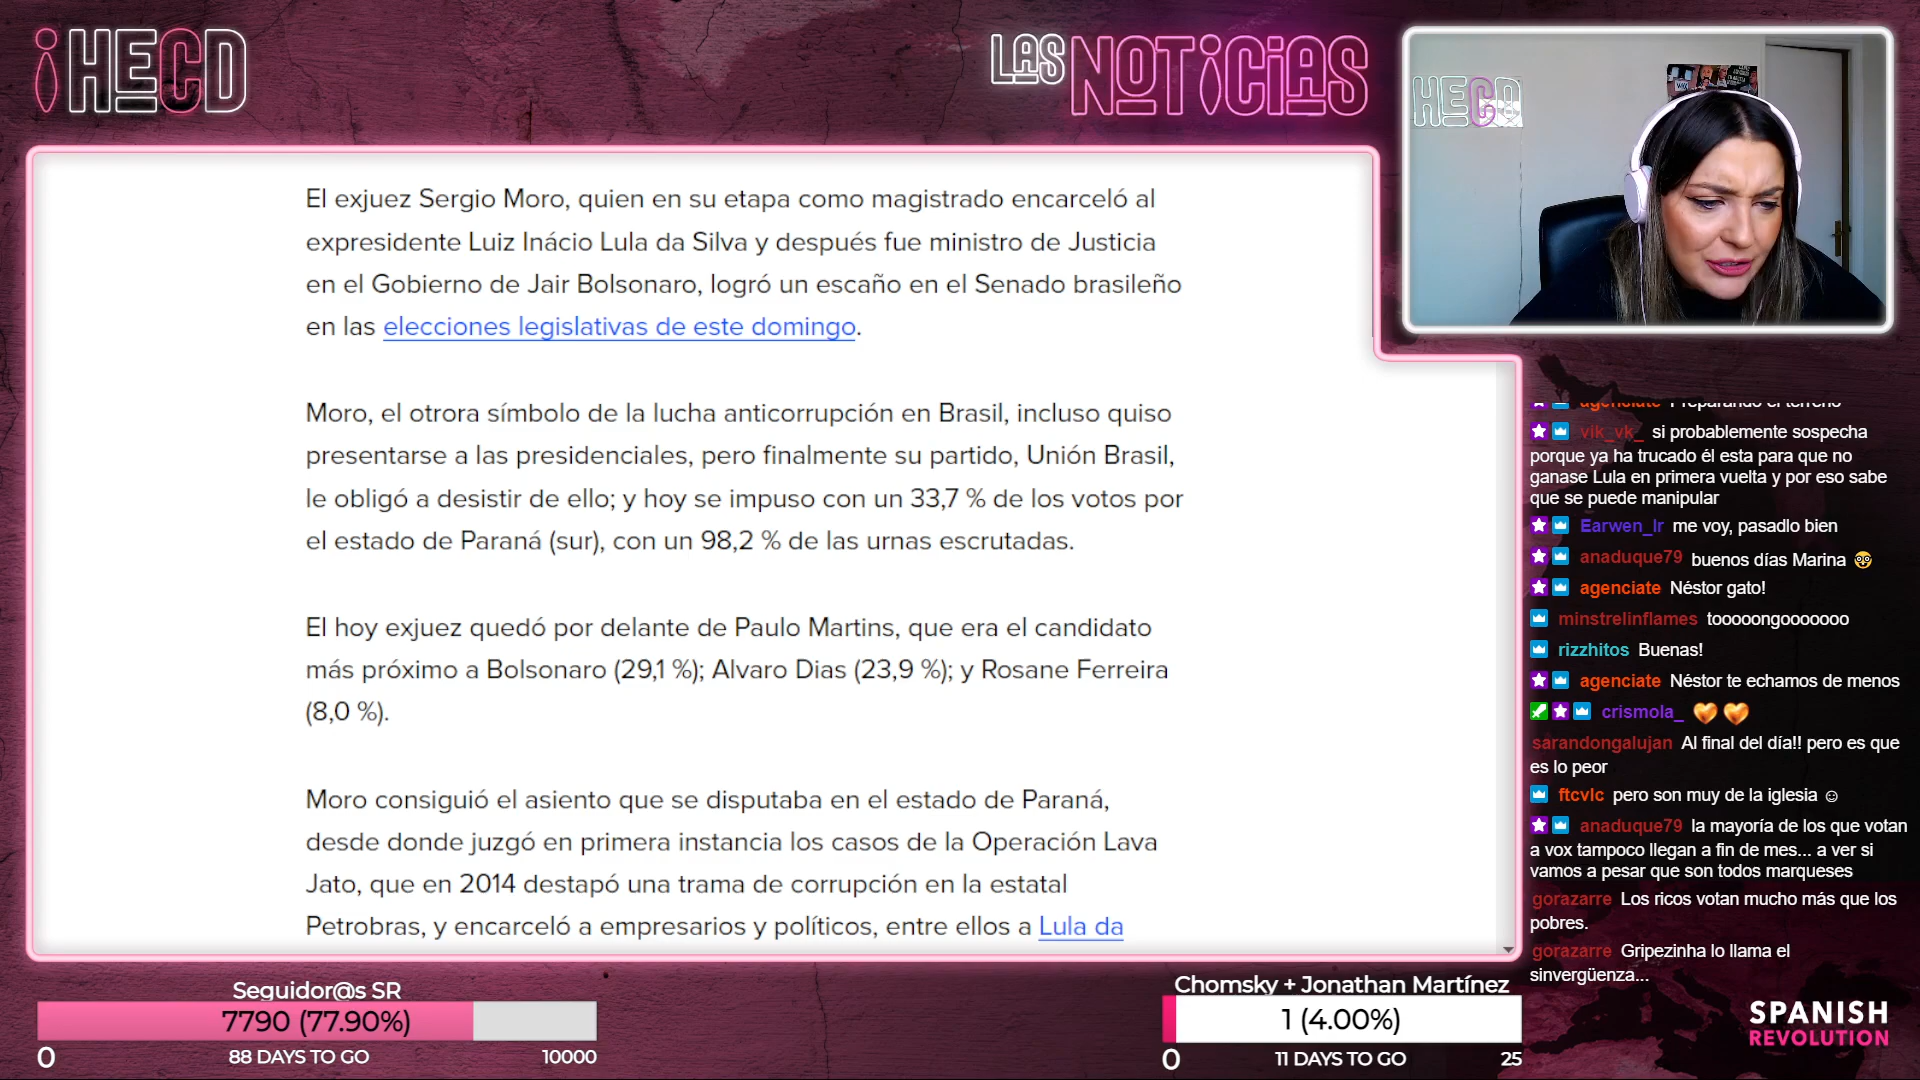 ¡HECD
LAS NOTICIAS
HECD
El exjuez Sergio Moro, quien en su etapa como magistrado encarceló al
expresidente Luiz Inácio Lula da Silva y después fue ministro de Justicia
en el Gobierno de Jair Bolsonaro, logró un escaño en el Senado brasileño
en las elecciones legislativas de este domingo.
Moro, el otrora símbolo de la lucha anticorrupción en Brasil, incluso quiso
presentarse a las presidenciales, pero finalmente su partido, Unión Brasil,
le obligó a desistir de ello; y hoy se impuso con un 33,7 % de los votos por
el estado de Paraná (sur), con un 98,2 % de las urnas escrutadas.
El hoy exjuez quedó por delante de Paulo Martins, que era el candidato
más próximo a Bolsonaro (29,1 %); Alvaro Dias (23,9 %); y Rosane Ferreira
(8,0 %).
Moro consiguió el asiento que se disputaba en el estado de Paraná,
desde donde juzgó en primera instancia los casos de la Operación Lava
Jato, que en 2014 destapó una trama de corrupción en la estatal
Petrobras, y encarceló a empresarios y políticos, entre ellos a Lula da
agenciate Preparando el terreno
vik_vk_ si probablemente sospecha
porque ya ha trucado él esta para que no
ganase Lula en primera vuelta y por eso sabe
que se puede manipular
Earwen_lr me voy, pasadlo bien
anaduque79 buenos días Marina 🤓
agenciate Néstor gato!
minstrelinflames tooooongooooooo
rizzhitos Buenas!
agenciate Néstor te echamos de menos
crismola_ 🧡 🧡
sarandongalujan Al final del día!! pero es que
es lo peor
ftcvlc pero son muy de la iglesia ☺
anaduque79 la mayoría de los que votan
a vox tampoco llegan a fin de mes... a ver si
vamos a pesar que son todos marqueses
gorazarre Los ricos votan mucho más que los
pobres.
gorazarre Gripezinha lo llama el
sinvergüenza...
Seguidor@s SR
7790 (77.90%)
0 88 DAYS TO GO 10000
Chomsky + Jonathan Martínez
1 (4.00%)
0 11 DAYS TO GO 25
SPANISH
REVOLUTION